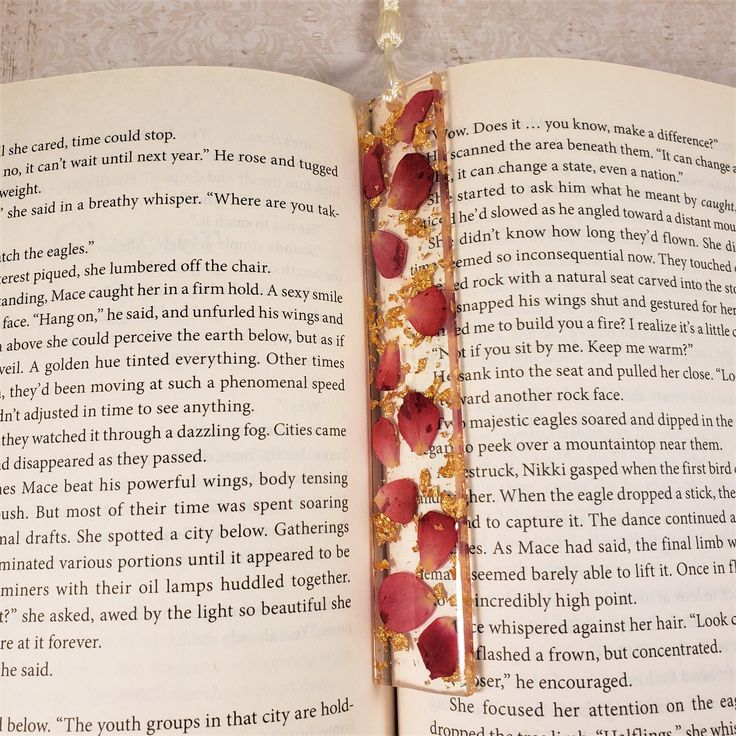 she cared, time could stop.
no, it can't wait until next year." He rose and tugged
weight.
" she said in a breathy whisper. "Where are you tak-
atch the eagles."
terest piqued, she lumbered off the chair.
tanding, Mace caught her in a firm hold. A sexy smile
face. "Hang on," he said, and unfurled his wings and
above she could perceive the earth below, but as if
veil. A golden hue tinted everything. Other times
they'd been moving at such a phenomenal speed
dn't adjusted in time to see anything.
they watched it through a dazzling fog. Cities came
d disappeared as they passed.
nes Mace beat his powerful wings, body tensing
ush. But most of their time was spent soaring
mal drafts. She spotted a city below. Gatherings
minated various portions until it appeared to be
miners with their oil lamps huddled together.
t?" she asked, awed by the light so beautiful she
re at it forever.
he said.
below. "The youth groups in that city are hold-
"Wow. Does it … you know, make a difference?"
scanned the area beneath them. "It can change a
it can change a state, even a nation."
She started to ask him what he meant by caught,
he'd slowed as he angled toward a distant mou
She didn't know how long they'd flown. She di
time seemed so inconsequential now. They touched
rock with a natural seat carved into the sto
snapped his wings shut and gestured for her
me to build you a fire? I realize it's a little c
"Not if you sit by me. Keep me warm?"
He sank into the seat and pulled her close. "Lo
ward another rock face.
Two majestic eagles soared and dipped in the
to peek over a mountaintop near them.
estruck, Nikki gasped when the first bird
and her. When the eagle dropped a stick, the
to capture it. The dance continued a
As Mace had said, the final limb w
seemed barely able to lift it. Once in fl
incredibly high point.
whispered against her hair. "Look c
flashed a frown, but concentrated.
oser," he encouraged.
She focused her attention on the eag
dropped the tree limb. "Halflings," she whis